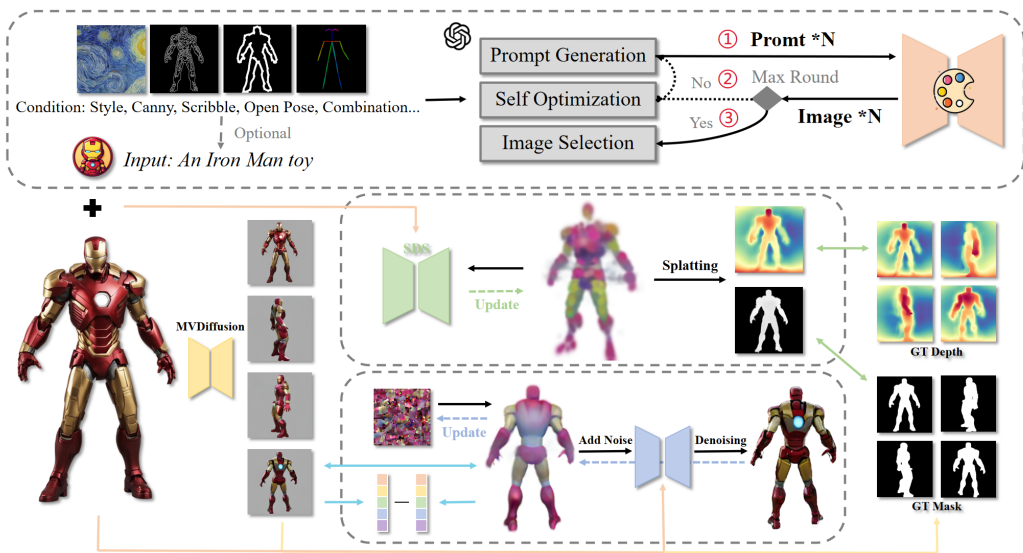 Prompt Generation
Self Optimization
Image Selection
① Promt *N
No ② Max Round
Yes ③
Image *N
Condition: Style, Canny, Scribble, Open Pose, Combination...
Optional
Input: An Iron Man toy
MVDiffusion
SDS
Update
Splatting
GT Depth
Update
Add Noise
Denoising
GT Mask